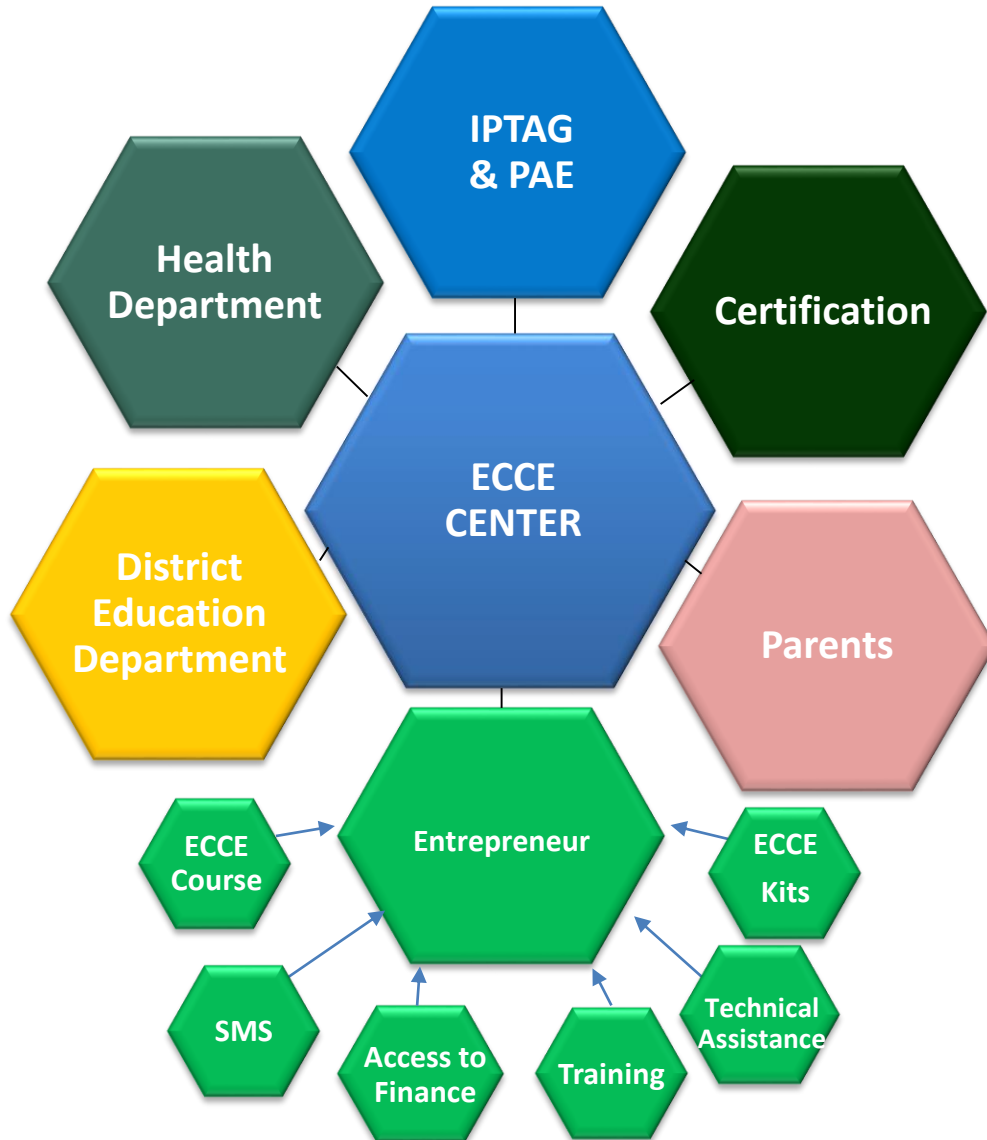 IPTAG
& PAE
Health
Department
Certification
ECCE
CENTER
District
Education
Department
Parents
Entrepreneur
ECCE
Course
ECCE
Kits
SMS
Technical
Assistance
Access to
Finance
Training